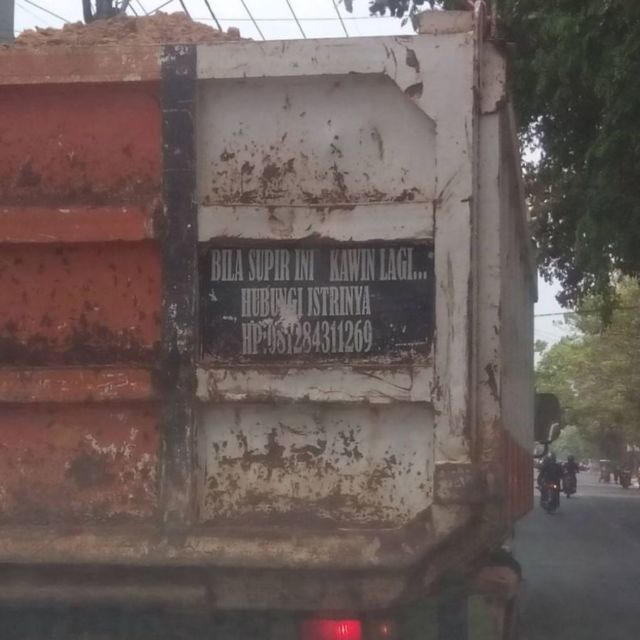 BILA SUPIR INI KAWIN LAGI...
HUBUNGI ISTRINYA
HP:081284311269